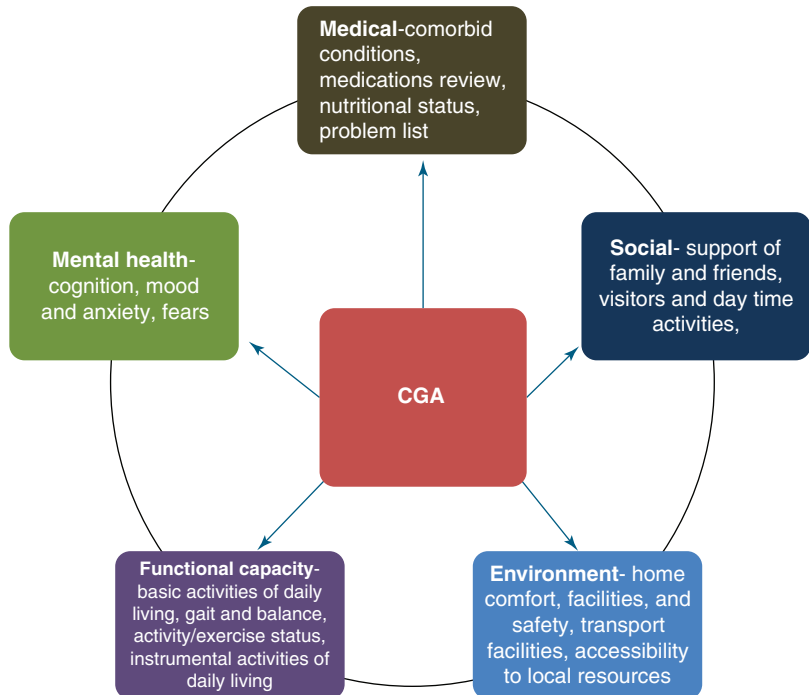 Medical-comorbid
conditions,
medications review,
nutritional status,
problem list
Mental health-
cognition, mood
and anxiety, fears
Social- support of
family and friends,
visitors and day time
activities,
CGA
Functional capacity-
basic activities of daily
living, gait and balance,
activity/exercise status,
instrumental activities of
daily living
Environment- home
comfort, facilities, and
safety, transport
facilities, accessibility
to local resources